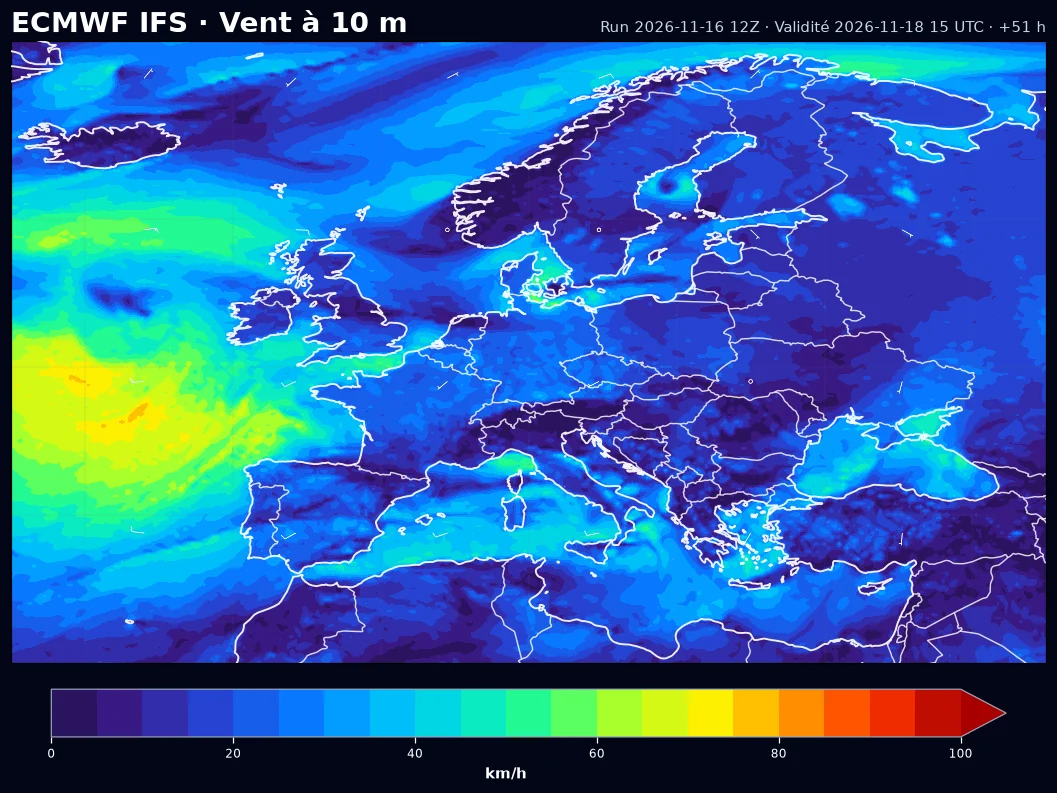 ECMWF IFS · Vent à 10 m
Run 2026-11-16 12Z · Validité 2026-11-18 15 UTC · +51 h
0 20 40 60 80 100
km/h